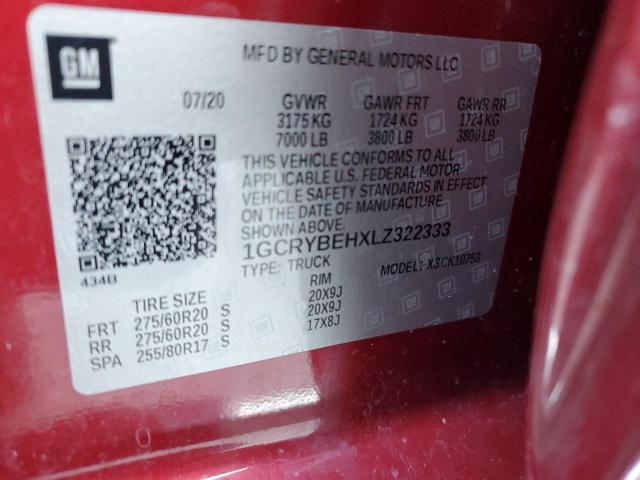 GM
MFD BY GENERAL MOTORS LLC
07/20 GVWR GAWR FRT GAWR RR
3175 KG 1724 KG 1724 KG
7000 LB 3800 LB 3800 LB
THIS VEHICLE CONFORMS TO ALL
APPLICABLE U.S. FEDERAL MOTOR
VEHICLE SAFETY STANDARDS IN EFFECT
ON THE DATE OF MANUFACTURE SHOWN ABOVE.
1GCRYBEHXLZ322333
434B TYPE: TRUCK MODEL: X3CK10753
TIRE SIZE RIM
FRT 275/60R20 S 20X9J
RR 275/60R20 S 20X9J
SPA 255/80R17 S 17X8J